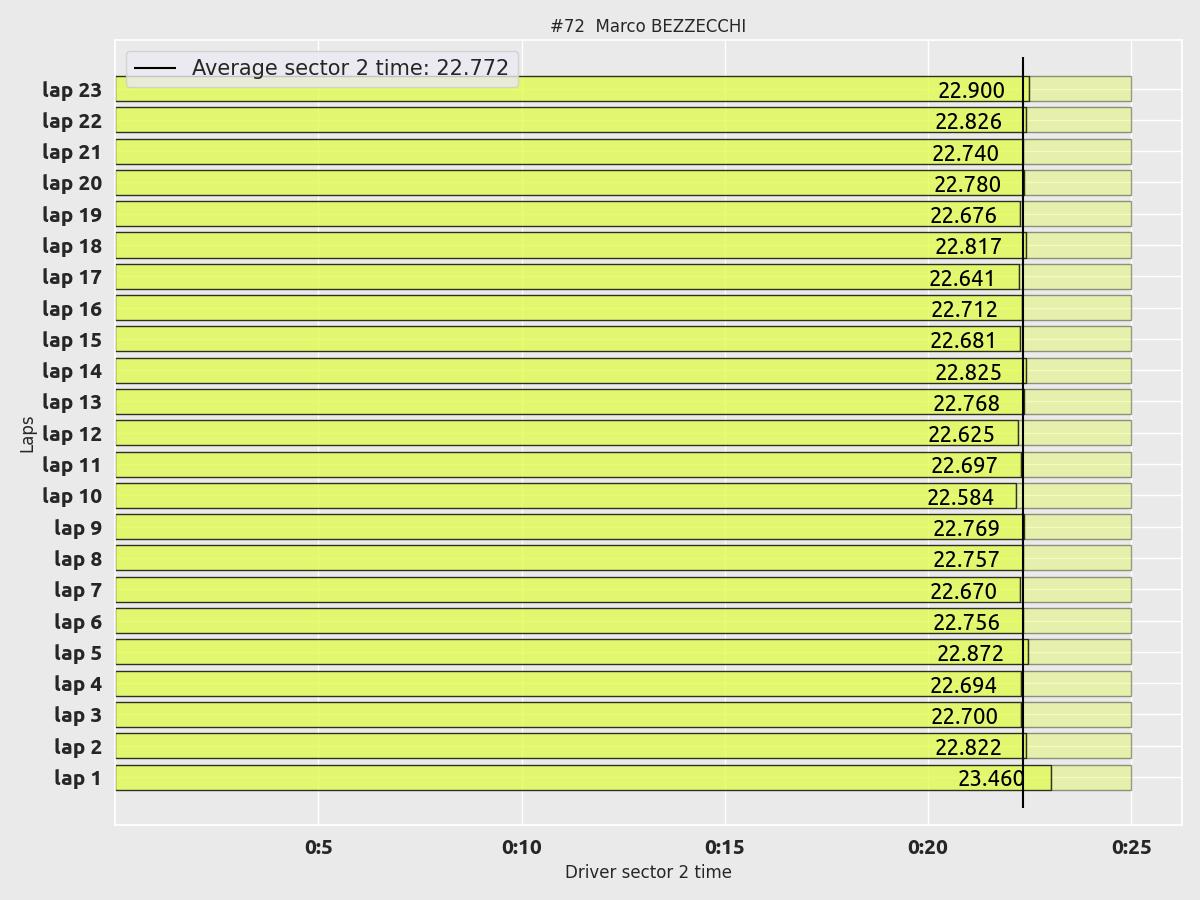 #72 Marco BEZZECCHI
Average sector 2 time: 22.772
lap 23 22.900
lap 22 22.826
lap 21 22.740
lap 20 22.780
lap 19 22.676
lap 18 22.817
lap 17 22.641
lap 16 22.712
lap 15 22.681
lap 14 22.825
lap 13 22.768
lap 12 22.625
lap 11 22.697
lap 10 22.584
lap 9 22.769
lap 8 22.757
lap 7 22.670
lap 6 22.756
lap 5 22.872
lap 4 22.694
lap 3 22.700
lap 2 22.822
lap 1 23.460
Laps
0:5 0:10 0:15 0:20 0:25
Driver sector 2 time